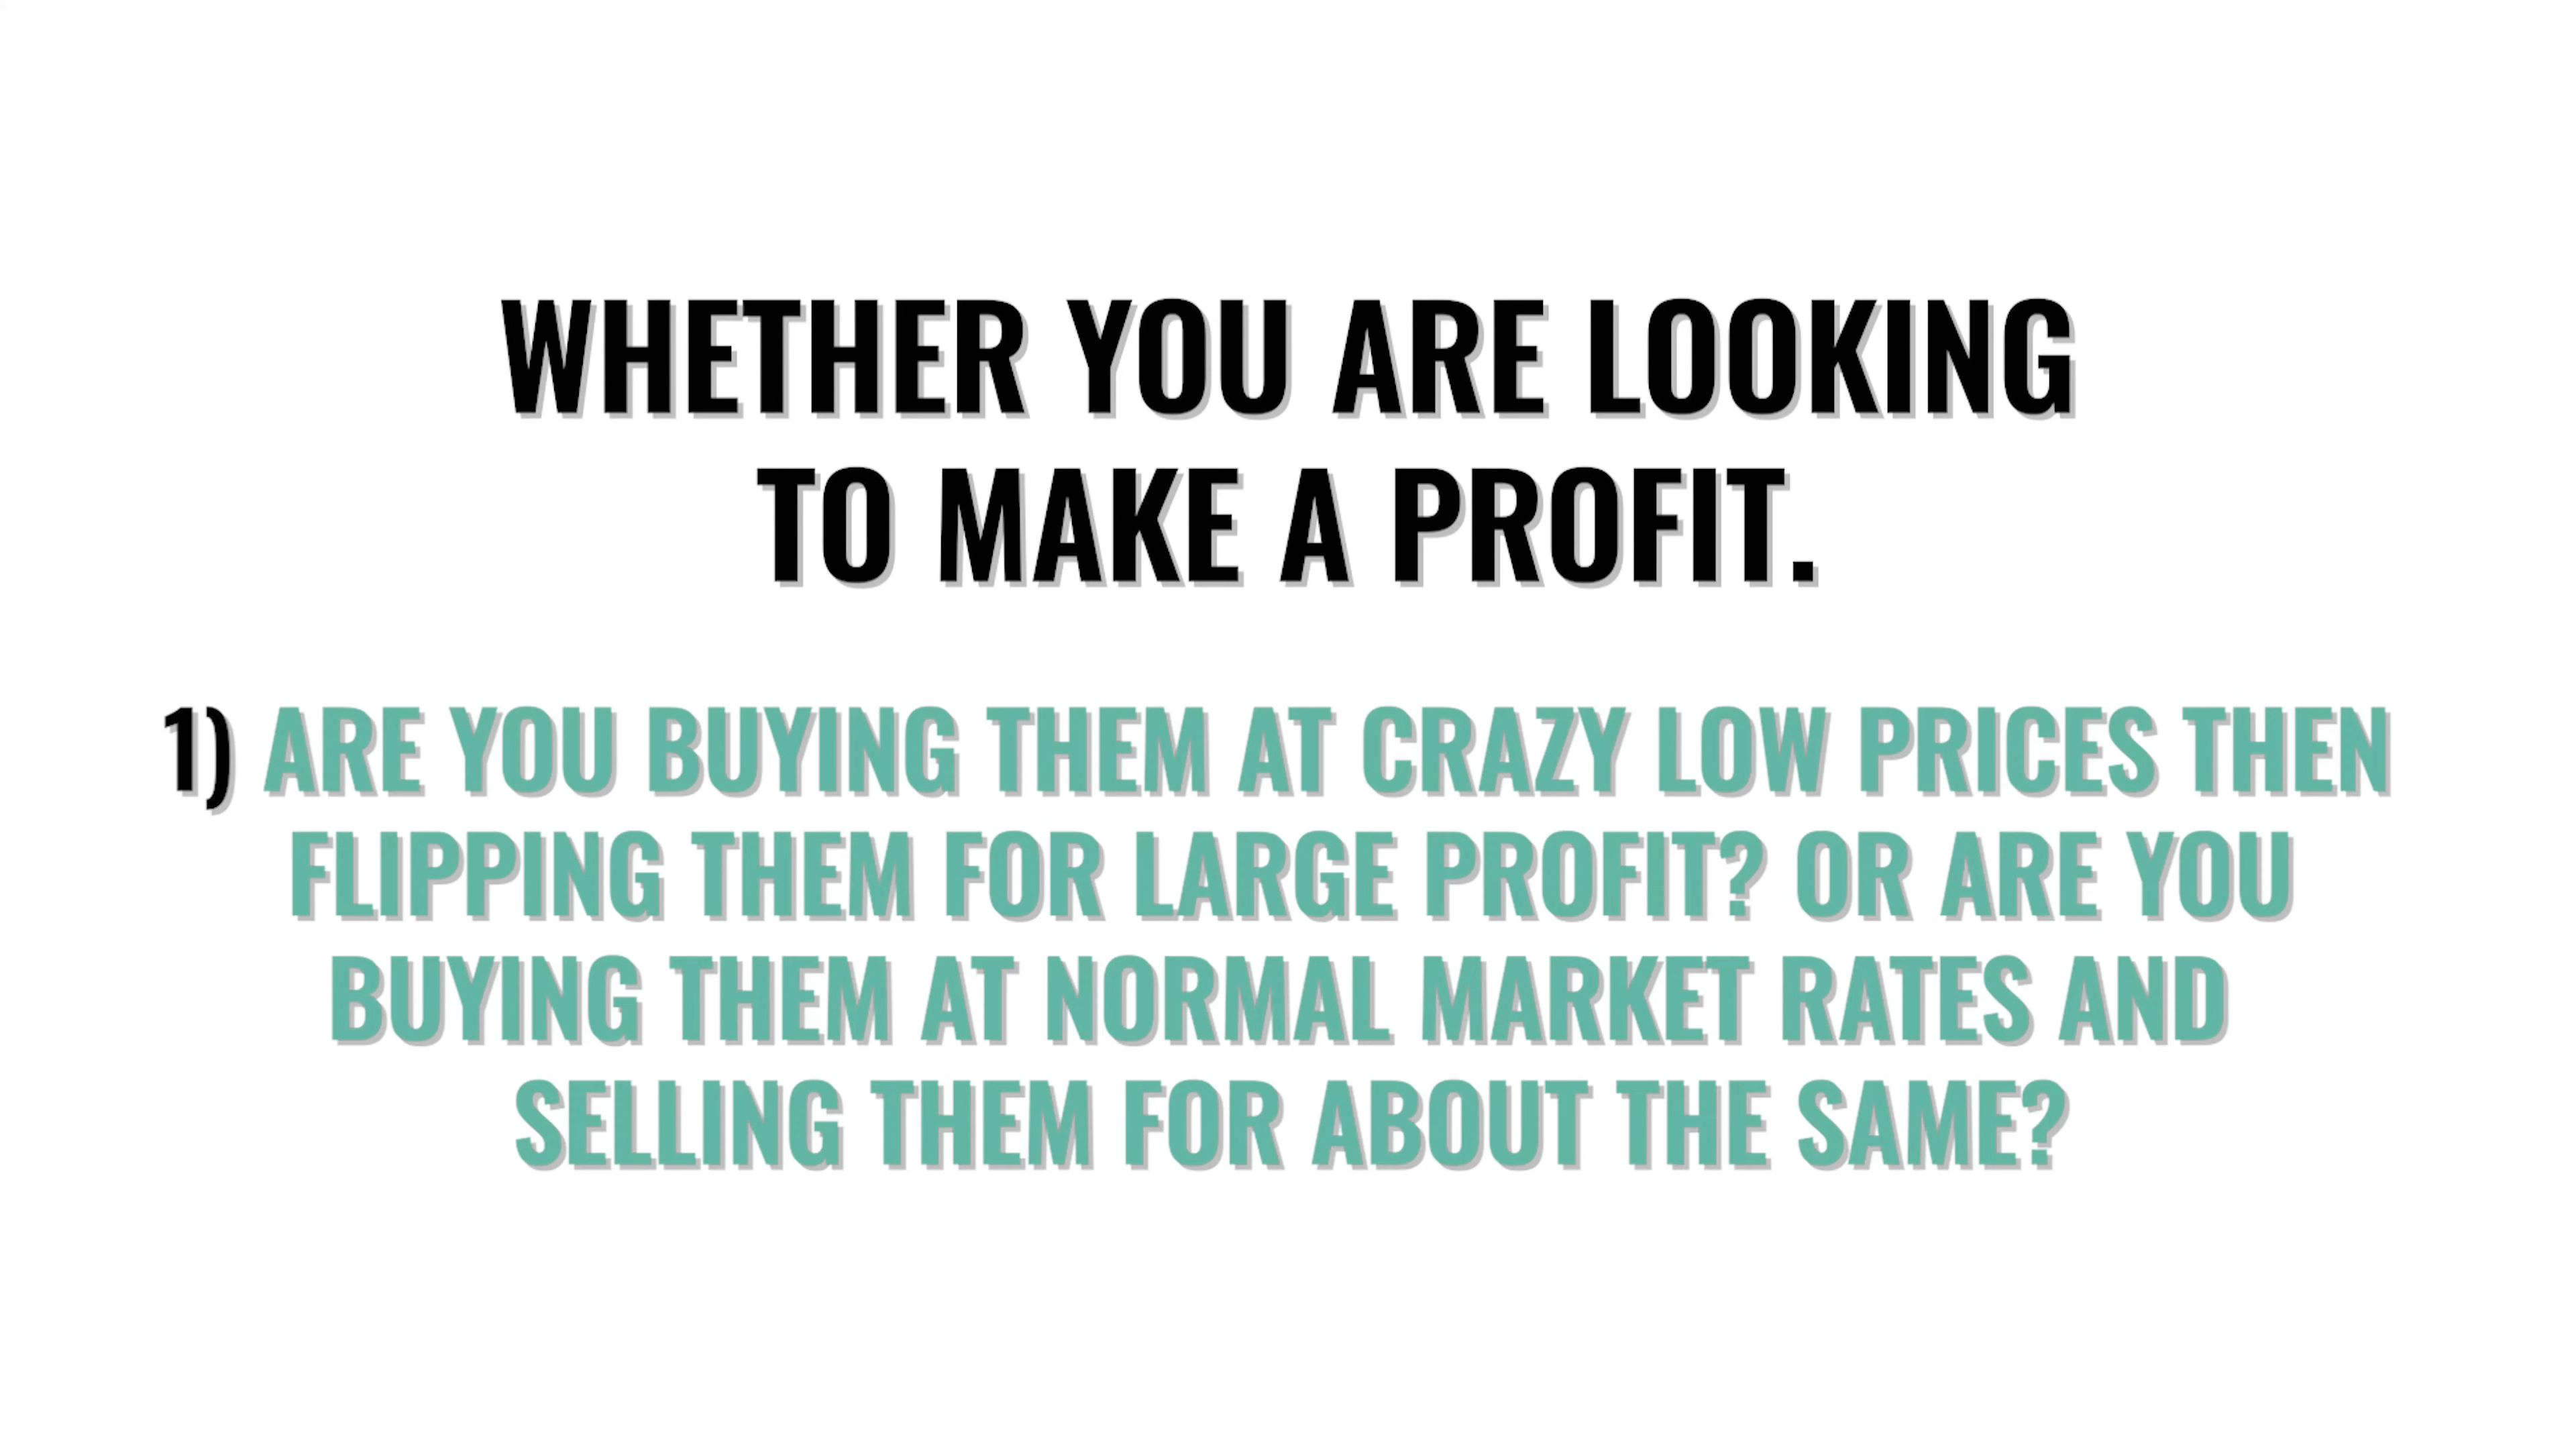 WHETHER YOU ARE LOOKING
TO MAKE A PROFIT.
1) ARE YOU BUYING THEM AT CRAZY LOW PRICES THEN
FLIPPING THEM FOR LARGE PROFIT? OR ARE YOU
BUYING THEM AT NORMAL MARKET RATES AND
SELLING THEM FOR ABOUT THE SAME?